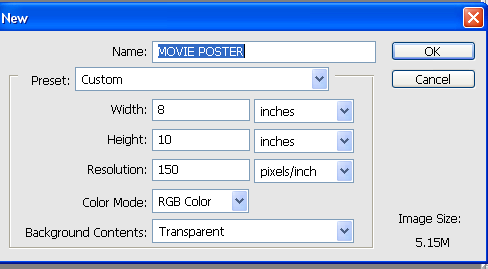 New
Name: MOVIE POSTER OK
Preset: Custom Cancel
Width: 8 inches
Height: 10 inches
Resolution: 150 pixels/inch
Color Mode: RGB Color
Image Size:
Background Contents: Transparent
5.15M